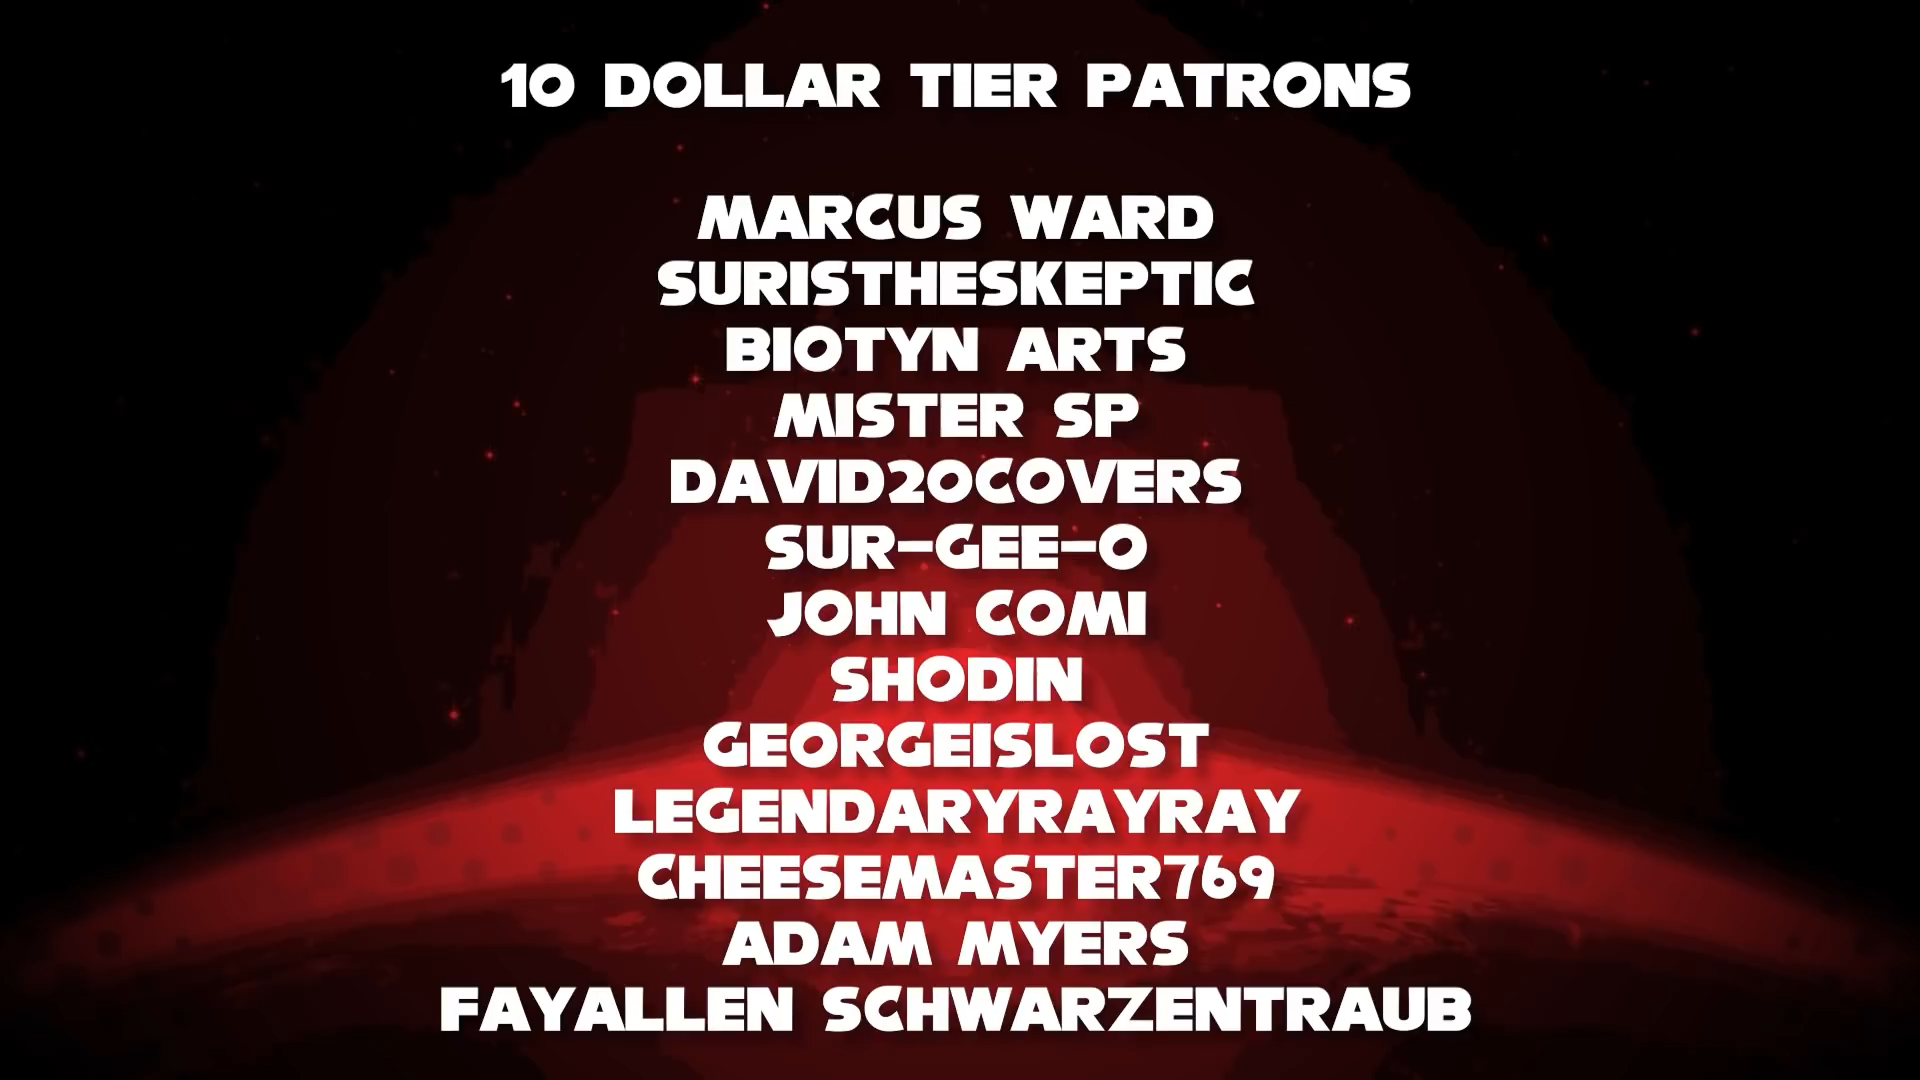 10 DOLLAR TIER PATRONS
MARCUS WARD
SURISTHESKEPTIC
BIOTYN ARTS
MISTER SP
DAVID20COVERS
SUR-GEE-O
JOHN COMI
SHODIN
GEORGEISLOST
LEGENDARYRAYRAY
CHEESEMASTER769
ADAM MYERS
FAYALLEN SCHWARZENTRAUB